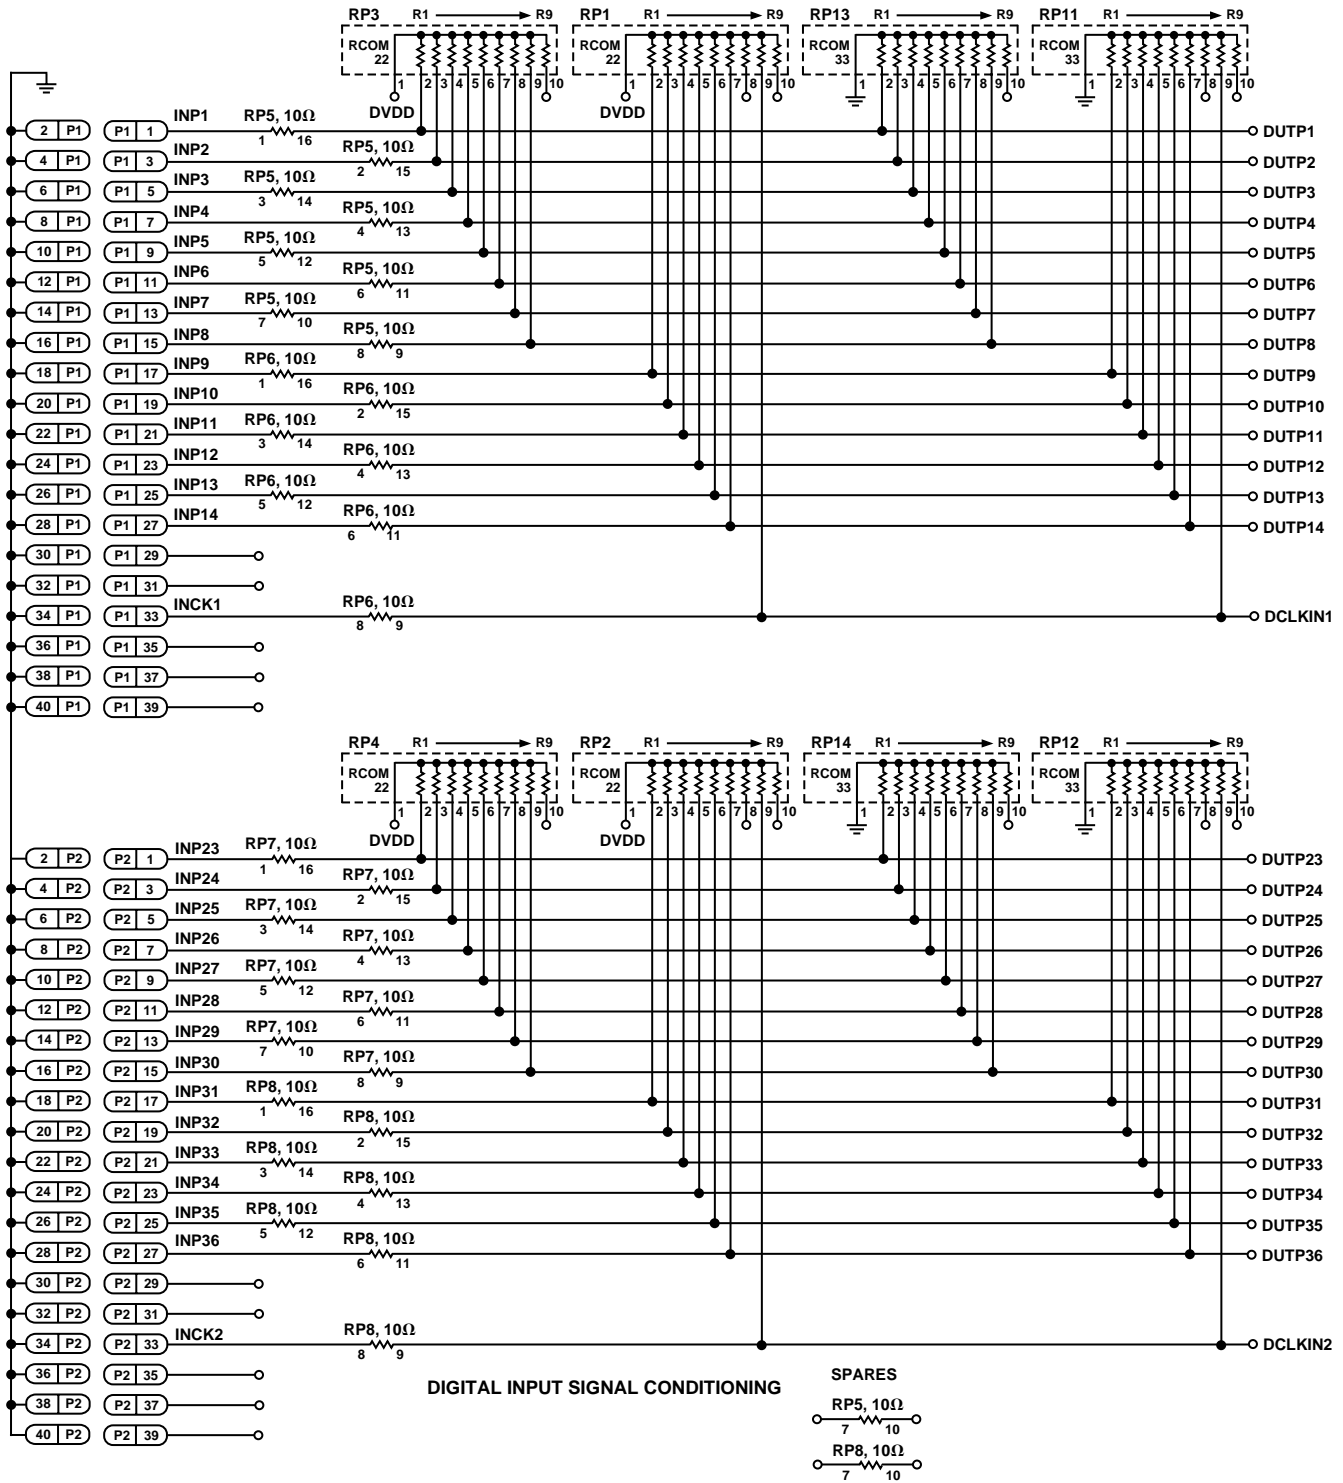 RP3 R1 R9 RP1 R1 R9 RP13 R1 R9 RP11 R1 R9
RCOM 22 RCOM 22 RCOM 33 RCOM 33
1 2 3 4 5 6 7 8 9 10 1 2 3 4 5 6 7 8 9 10 1 2 3 4 5 6 7 8 9 10 1 2 3 4 5 6 7 8 9 10
DVDD DVDD
2 P1 P1 1 INP1 RP5, 10Ω 1 16 DUTP1
4 P1 P1 3 INP2 RP5, 10Ω 2 15 DUTP2
6 P1 P1 5 INP3 RP5, 10Ω 3 14 DUTP3
8 P1 P1 7 INP4 RP5, 10Ω 4 13 DUTP4
10 P1 P1 9 INP5 RP5, 10Ω 5 12 DUTP5
12 P1 P1 11 INP6 RP5, 10Ω 6 11 DUTP6
14 P1 P1 13 INP7 RP5, 10Ω 7 10 DUTP7
16 P1 P1 15 INP8 RP5, 10Ω 8 9 DUTP8
18 P1 P1 17 INP9 RP6, 10Ω 1 16 DUTP9
20 P1 P1 19 INP10 RP6, 10Ω 2 15 DUTP10
22 P1 P1 21 INP11 RP6, 10Ω 3 14 DUTP11
24 P1 P1 23 INP12 RP6, 10Ω 4 13 DUTP12
26 P1 P1 25 INP13 RP6, 10Ω 5 12 DUTP13
28 P1 P1 27 INP14 RP6, 10Ω 6 11 DUTP14
30 P1 P1 29
32 P1 P1 31
34 P1 P1 33 INCK1 RP6, 10Ω 8 9 DCLKIN1
36 P1 P1 35
38 P1 P1 37
40 P1 P1 39
RP4 R1 R9 RP2 R1 R9 RP14 R1 R9 RP12 R1 R9
RCOM 22 RCOM 22 RCOM 33 RCOM 33
1 2 3 4 5 6 7 8 9 10 1 2 3 4 5 6 7 8 9 10 1 2 3 4 5 6 7 8 9 10 1 2 3 4 5 6 7 8 9 10
DVDD DVDD
2 P2 P2 1 INP23 RP7, 10Ω 1 16 DUTP23
4 P2 P2 3 INP24 RP7, 10Ω 2 15 DUTP24
6 P2 P2 5 INP25 RP7, 10Ω 3 14 DUTP25
8 P2 P2 7 INP26 RP7, 10Ω 4 13 DUTP26
10 P2 P2 9 INP27 RP7, 10Ω 5 12 DUTP27
12 P2 P2 11 INP28 RP7, 10Ω 6 11 DUTP28
14 P2 P2 13 INP29 RP7, 10Ω 7 10 DUTP29
16 P2 P2 15 INP30 RP7, 10Ω 8 9 DUTP30
18 P2 P2 17 INP31 RP8, 10Ω 1 16 DUTP31
20 P2 P2 19 INP32 RP8, 10Ω 2 15 DUTP32
22 P2 P2 21 INP33 RP8, 10Ω 3 14 DUTP33
24 P2 P2 23 INP34 RP8, 10Ω 4 13 DUTP34
26 P2 P2 25 INP35 RP8, 10Ω 5 12 DUTP35
28 P2 P2 27 INP36 RP8, 10Ω 6 11 DUTP36
30 P2 P2 29
32 P2 P2 31
34 P2 P2 33 INCK2 RP8, 10Ω 8 9 DCLKIN2
36 P2 P2 35
38 P2 P2 37
40 P2 P2 39
DIGITAL INPUT SIGNAL CONDITIONING
SPARES
RP5, 10Ω
7 10
RP8, 10Ω
7 10